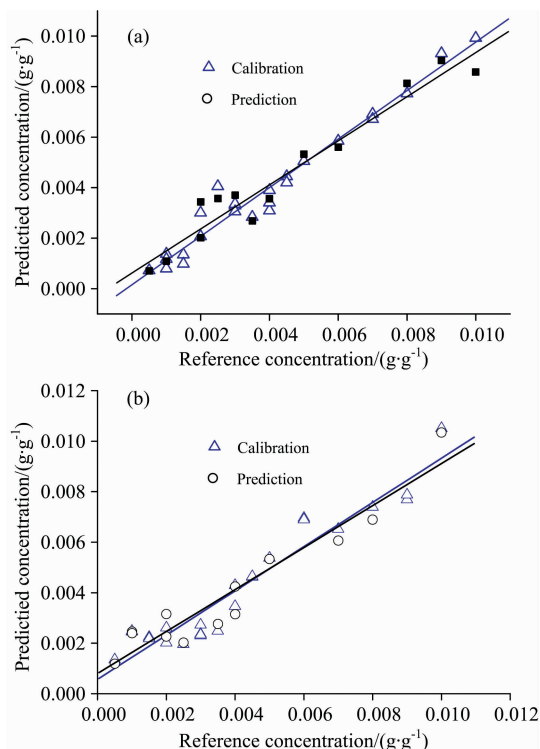 (a)
Calibration
Prediction
0.010
0.008
0.006
0.004
0.002
0.000
Predictied concentration/(g·g⁻¹)
0.000 0.002 0.004 0.006 0.008 0.010
Reference concentration/(g·g⁻¹)
(b)
Calibration
Prediction
0.012
0.010
0.008
0.006
0.004
0.002
0.000
Predictied concentration/(g·g⁻¹)
0.000 0.002 0.004 0.006 0.008 0.010 0.012
Reference concentration/(g·g⁻¹)